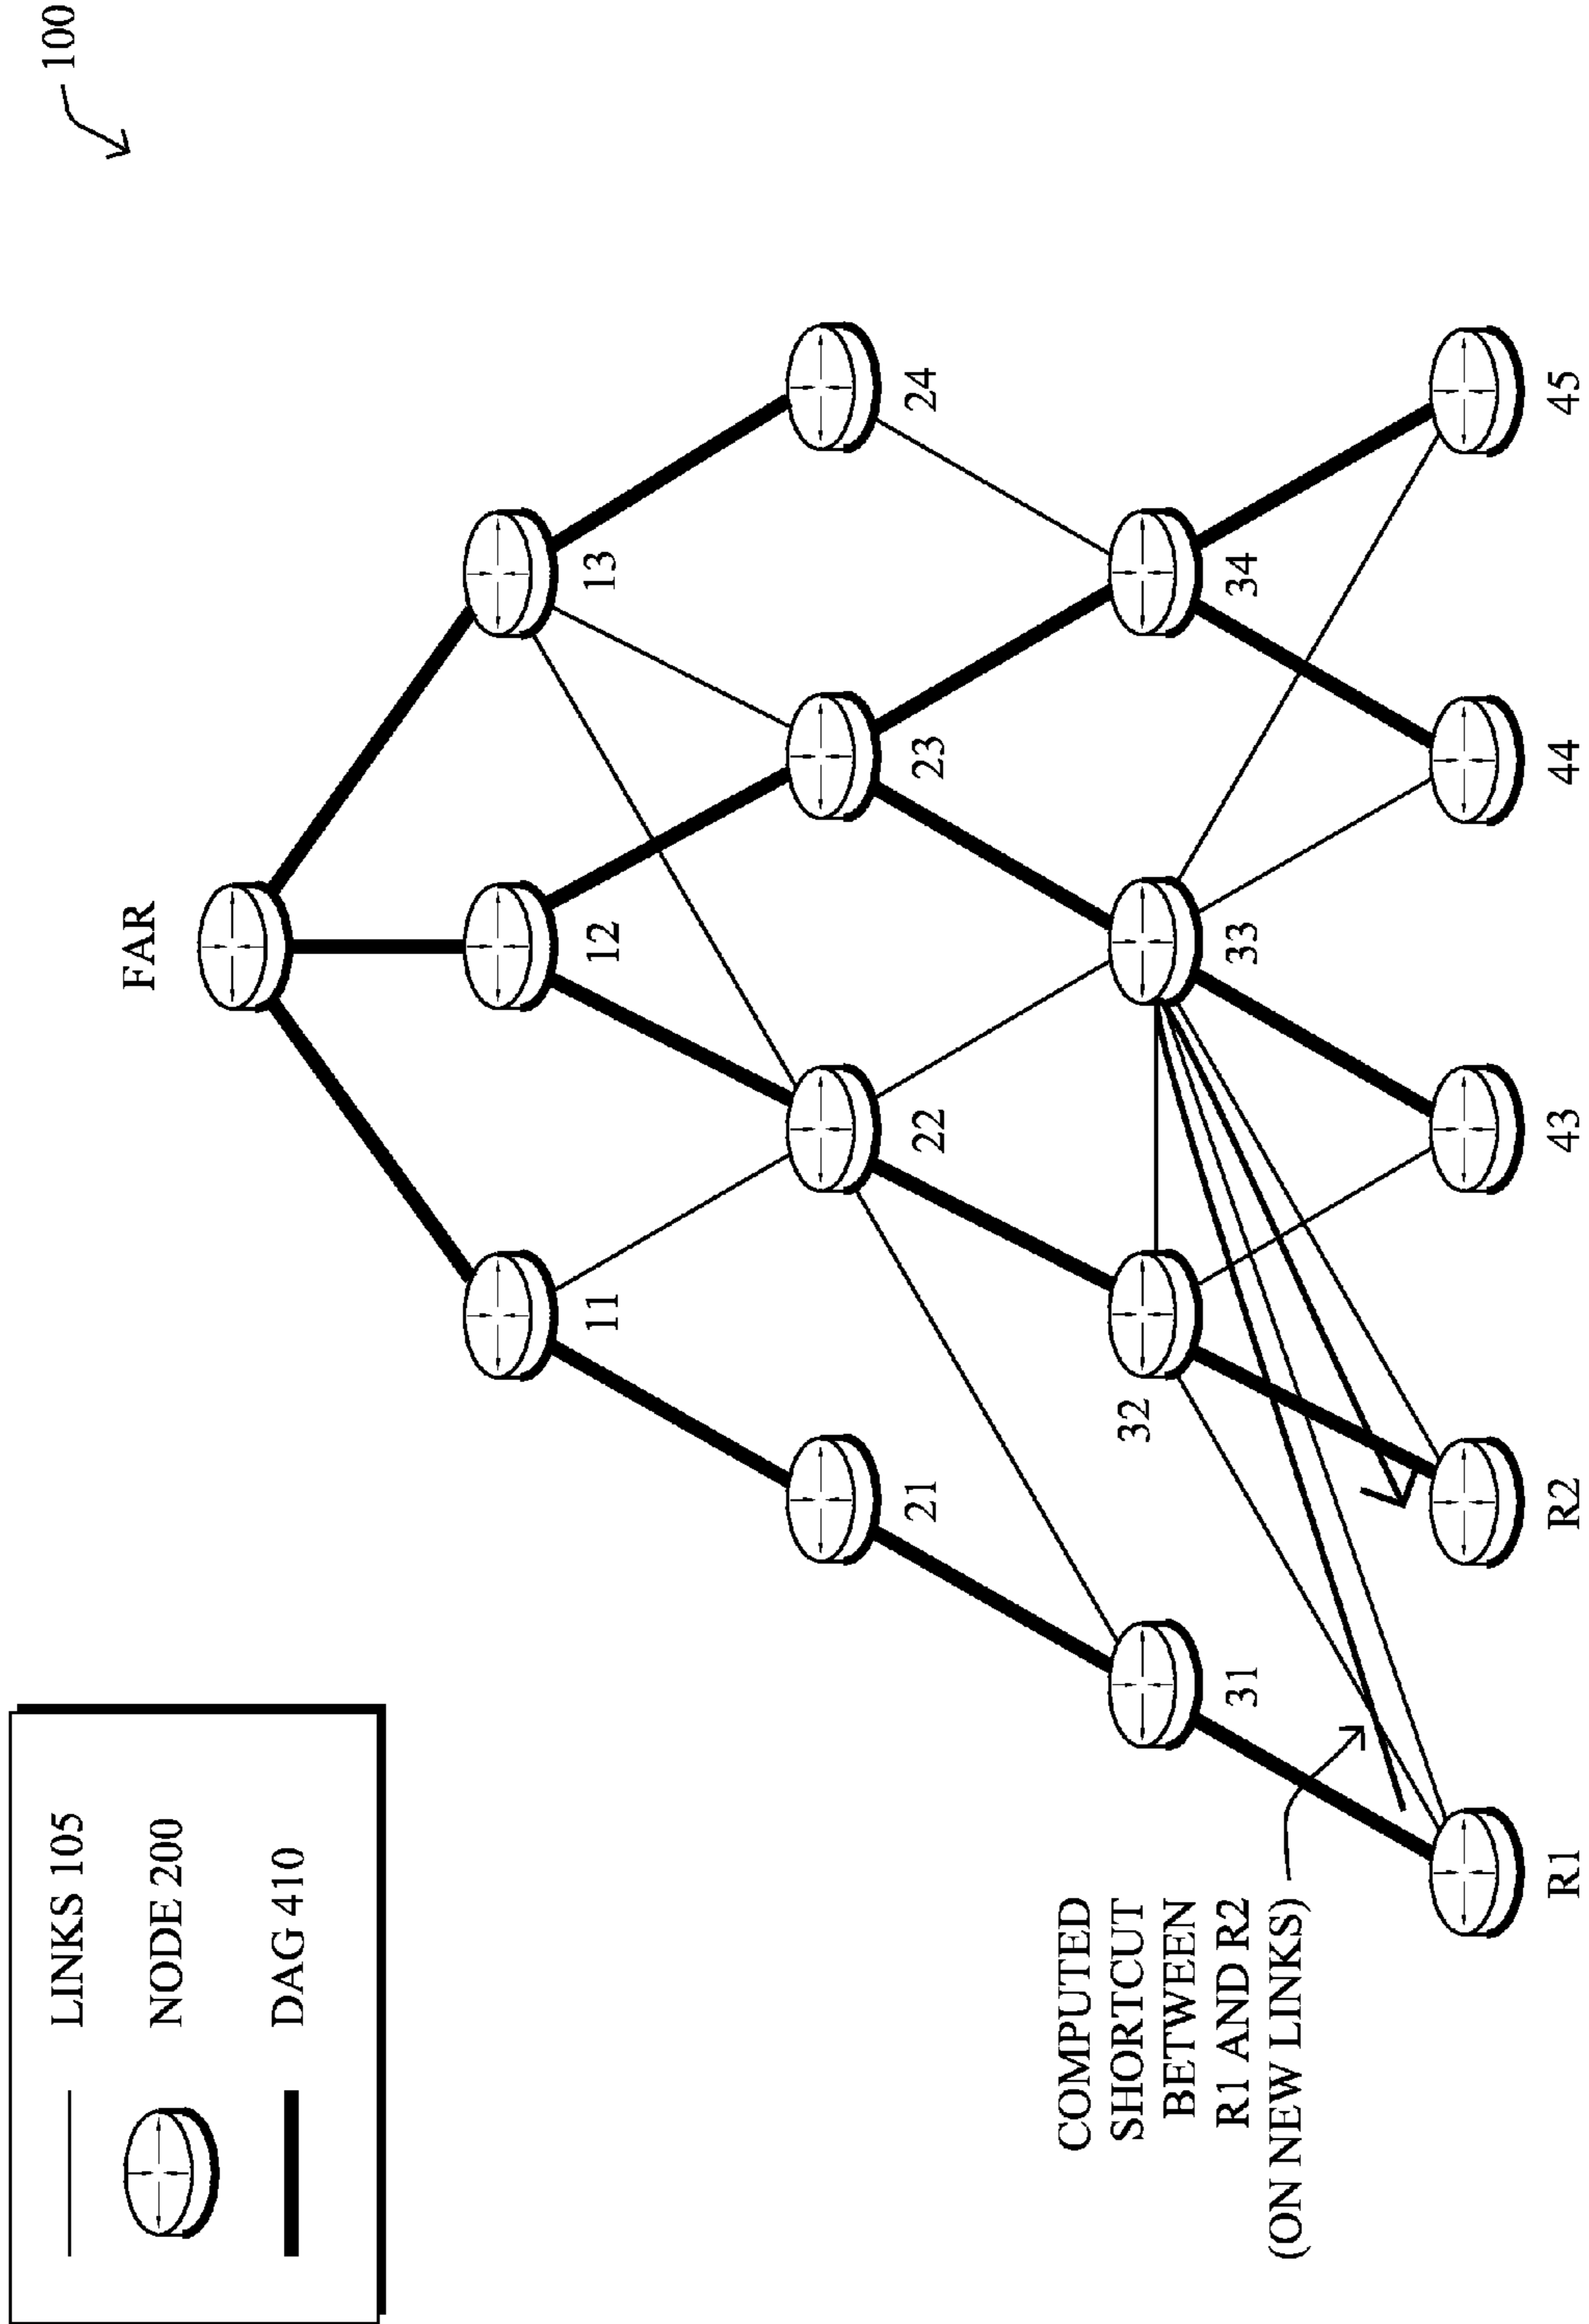 100
LINKS 105
NODE 200
DAG 410
FAR
11
12
13
21
22
23
24
31
32
33
34
R1
R2
43
44
45
COMPUTED
SHORTCUT
BETWEEN
R1 AND R2
(ON NEW LINKS)